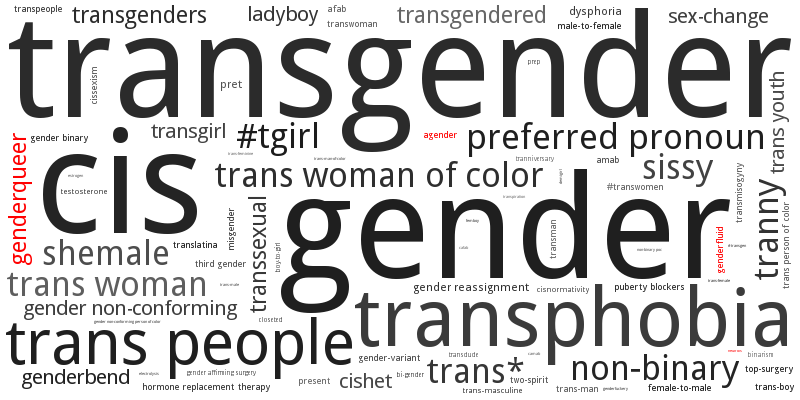 transpeople
transgenders
ladyboy
afab
transwoman
transgendered
dysphoria
male-to-female
sex-change
transgender
cissexism
pret
prep
gender binary
transgirl
#tgirl
agender
preferred pronoun
trans youth
genderqueer
cis
testosterone
trans woman of color
tranniversary
amab
sissy
#transwomen
transmisogyny
tranny
trans person of color
gender
transman
genderfluid
shemale
translatina
misgender
transsexual
boy-to-girl
third gender
trans woman
gender non-conforming
gender reassignment
cisnormativity
puberty blockers
transphobia
closeted
trans people
gender-variant
transdude
non-binary
binarism
top-surgery
genderbend
gender affirming surgery
hormone replacement therapy
present
cishet
bi-gender
trans*
two-spirit
trans-masculine
trans-man
female-to-male
trans-boy